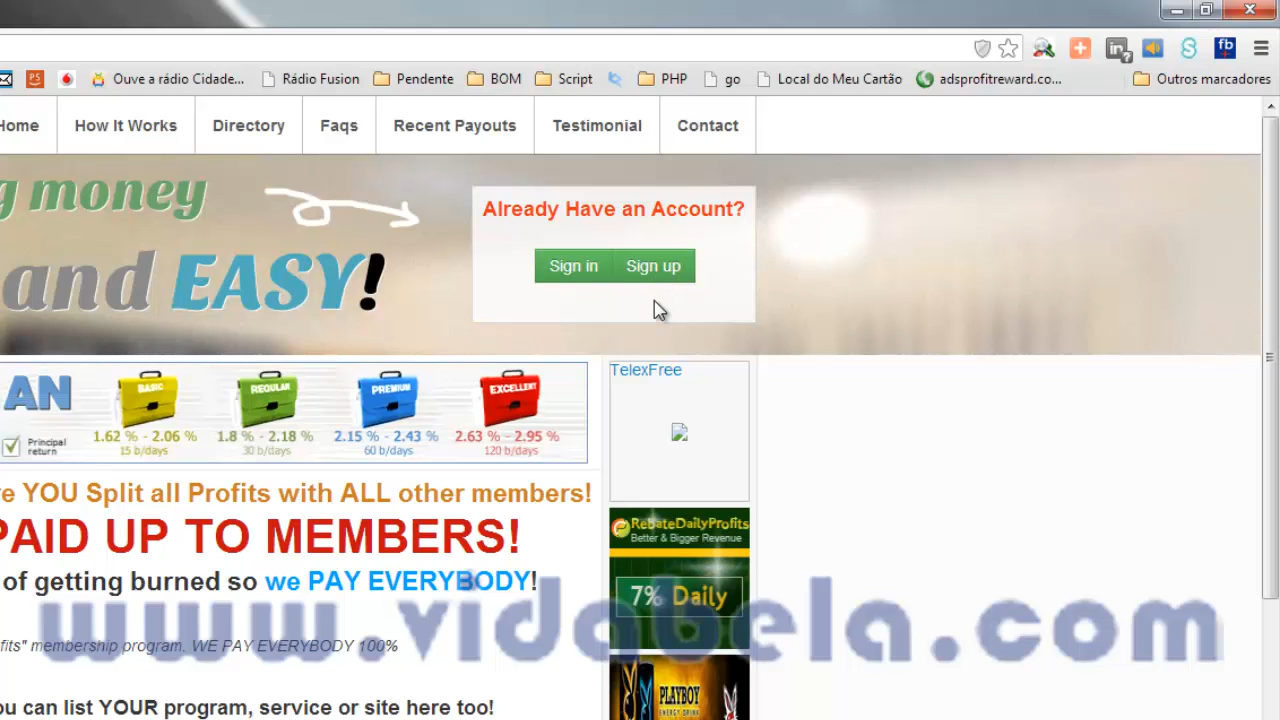 Ouve a rádio Cidade... Rádio Fusion Pendente BOM Script PHP go Local do Meu Cartão adsprofitreward.co... Outros marcadores
Home How It Works Directory Faqs Recent Payouts Testimonial Contact
g money
and EASY!
Already Have an Account?
Sign in Sign up
AN
Principal
return
BASIC
1.62 % - 2.06 %
15 b/days
REGULAR
1.8 % - 2.18 %
30 b/days
PREMIUM
2.15 % - 2.43 %
60 b/days
EXCELLENT
2.63 % - 2.95 %
120 b/days
TelexFree
e YOU Split all Profits with ALL other members!
PAID UP TO MEMBERS!
of getting burned so we PAY EVERYBODY!
fits" membership program. WE PAY EVERYBODY 100%
ou can list YOUR program, service or site here too!
RebateDailyProfits
Better & Bigger Revenue
7% Daily
PLAYBOY
ENERGY DRINK
www.vidabela.com